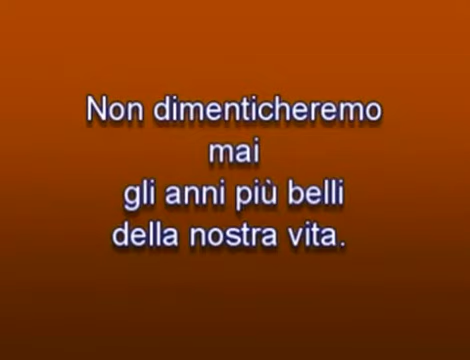 Non dimenticheremo
mai
gli anni più belli
della nostra vita.